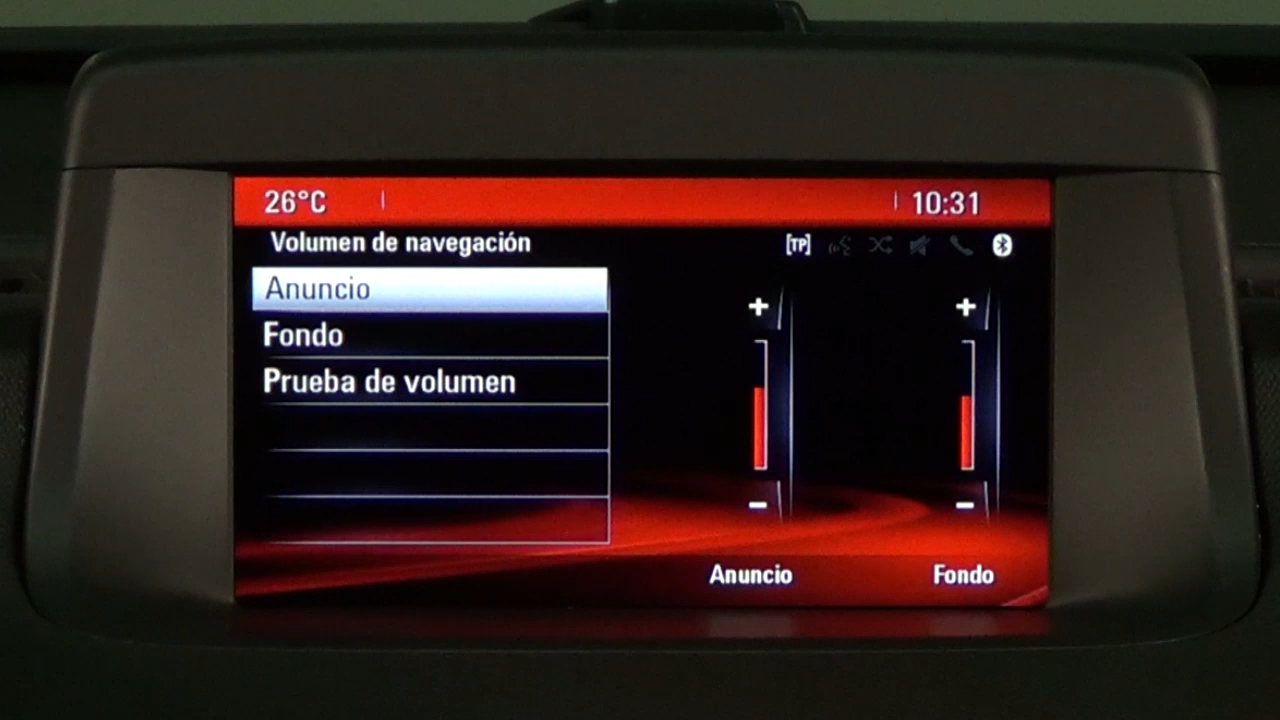 26°C 10:31
Volumen de navegación [TP]
Anuncio
Fondo
Prueba de volumen
+ +
- -
Anuncio Fondo